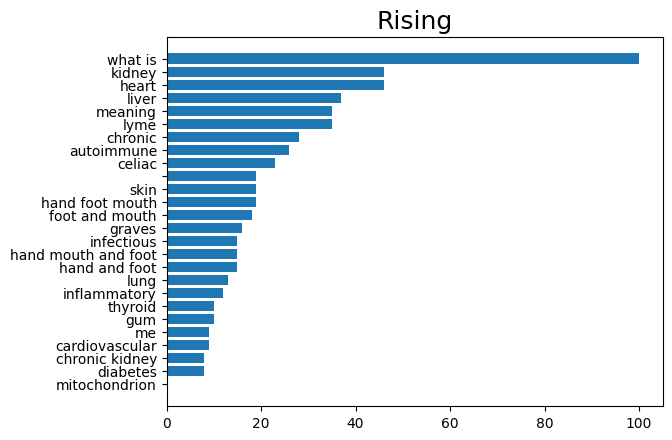 Rising
what is
kidney
heart
liver
meaning
lyme
chronic
autoimmune
celiac
skin
hand foot mouth
foot and mouth
graves
infectious
hand mouth and foot
hand and foot
lung
inflammatory
thyroid
gum
me
cardiovascular
chronic kidney
diabetes
mitochondrion
0 20 40 60 80 100